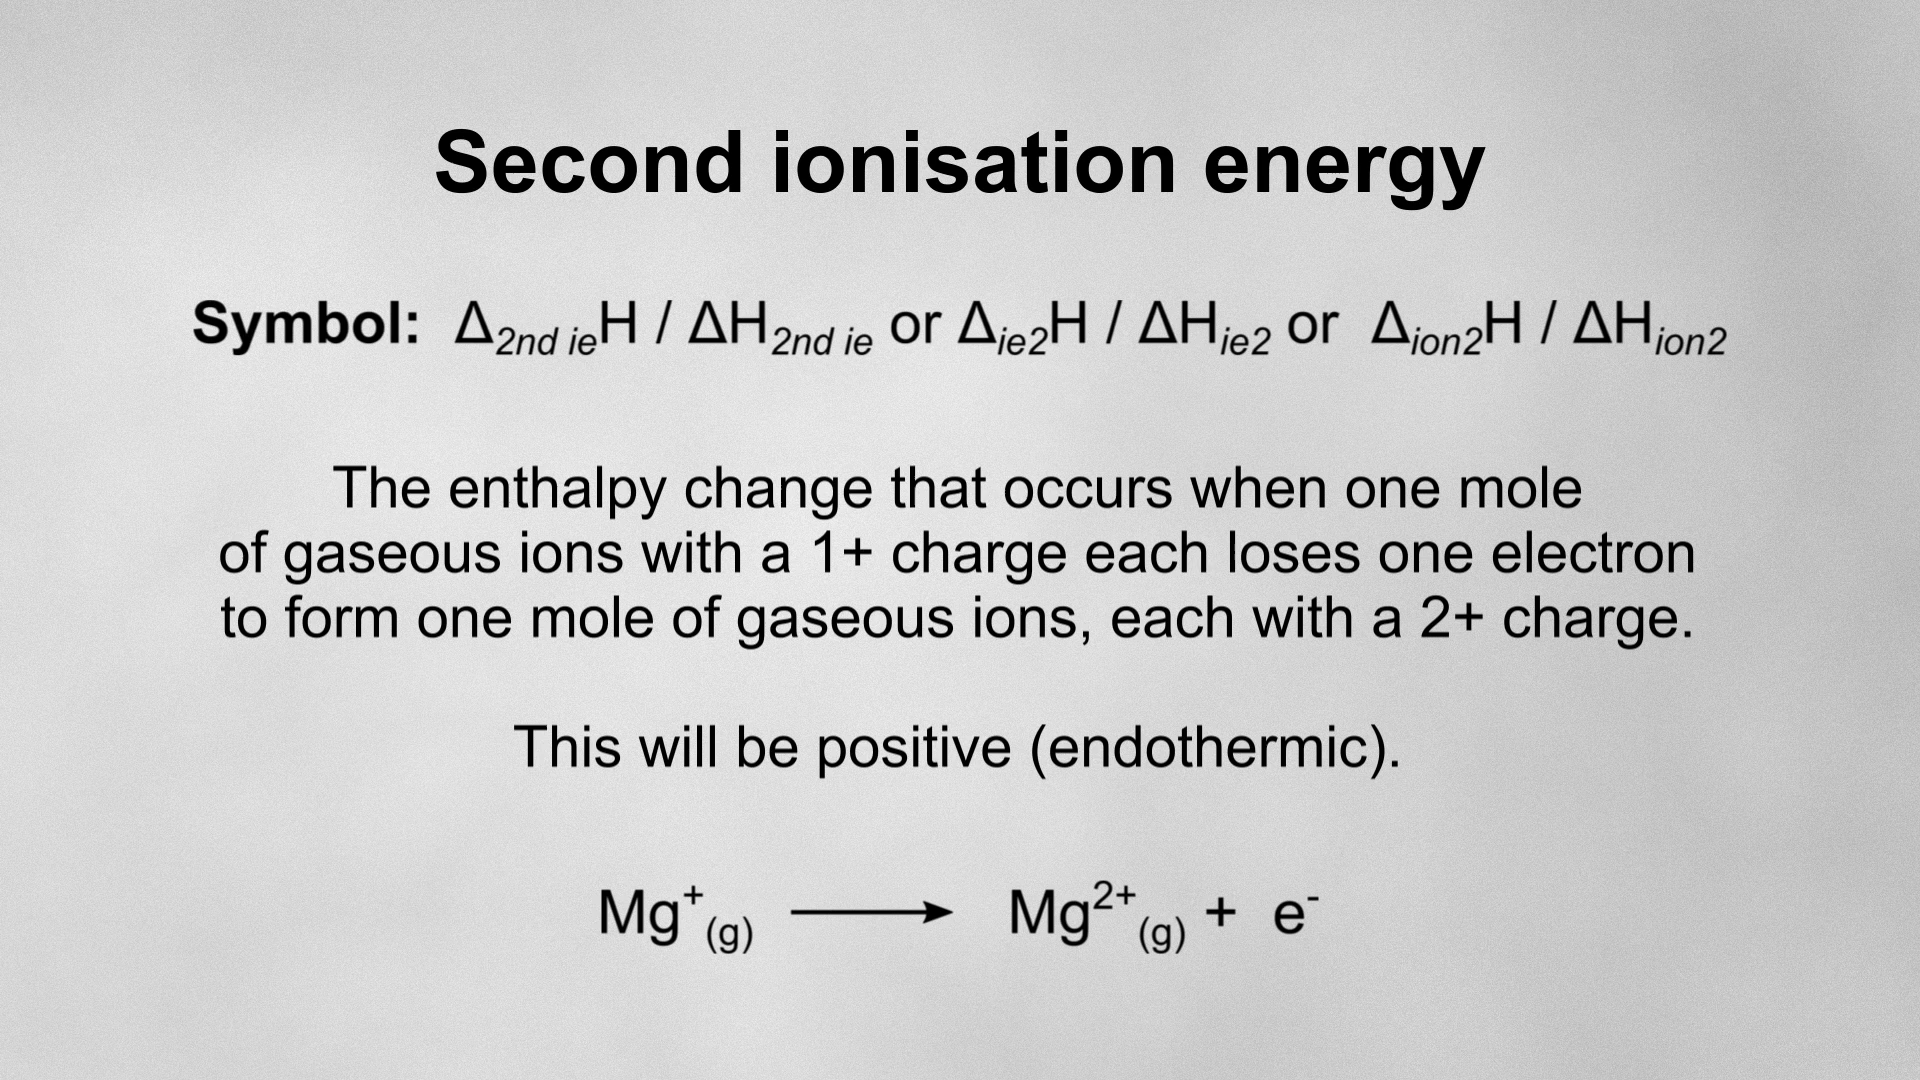 Second ionisation energy
Symbol: Δ2nd ieH / ΔH2nd ie or Δie2H / ΔHie2 or Δion2H / ΔHion2
The enthalpy change that occurs when one mole
of gaseous ions with a 1+ charge each loses one electron
to form one mole of gaseous ions, each with a 2+ charge.
This will be positive (endothermic).
Mg⁺(g) ⟶ Mg²⁺(g) + e⁻